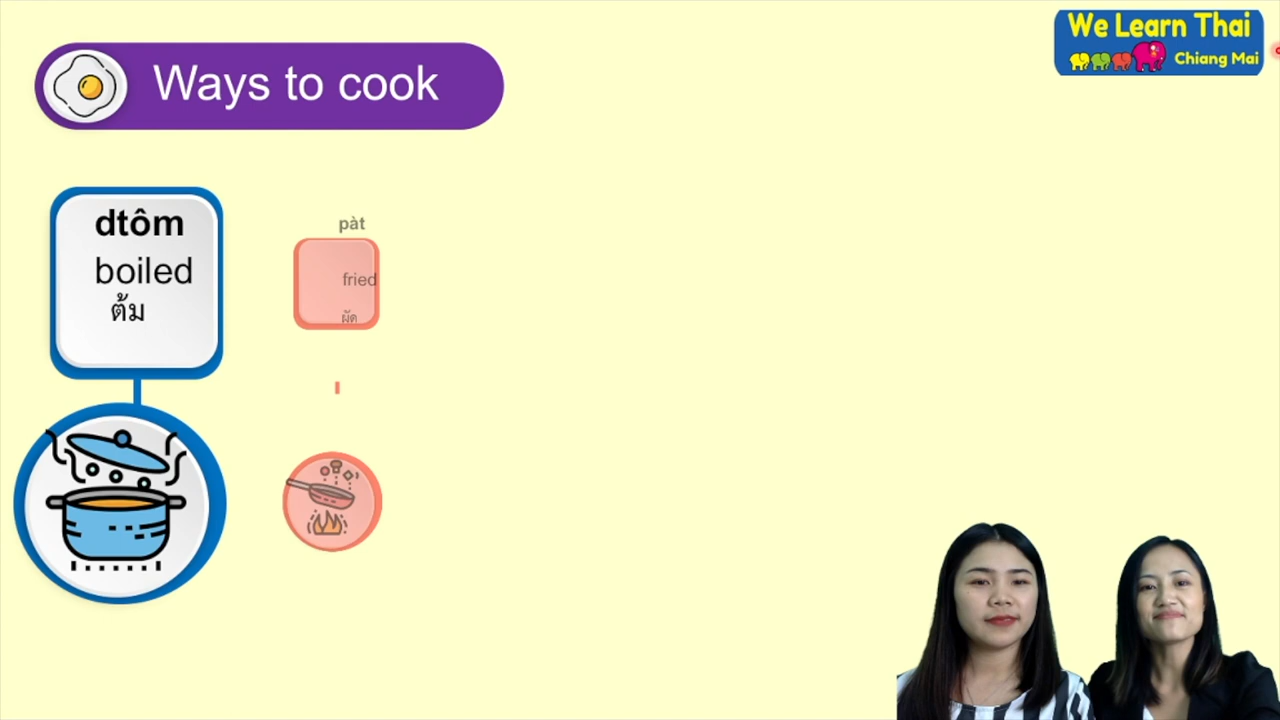 We Learn Thai
Chiang Mai
Ways to cook
dtôm
boiled
ต้ม
pàt
fried
ผัด